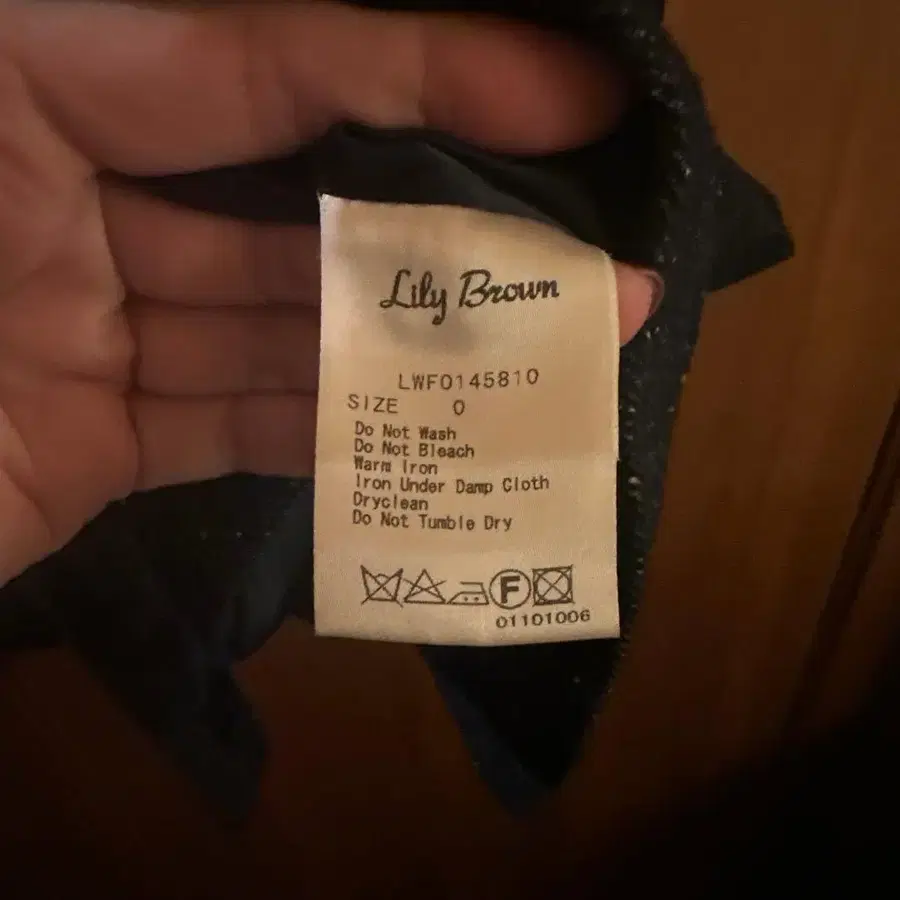 Lily Brown
LWF0145810
SIZE 0
Do Not Wash
Do Not Bleach
Warm Iron
Iron Under Damp Cloth
Dryclean
Do Not Tumble Dry
F
01101006